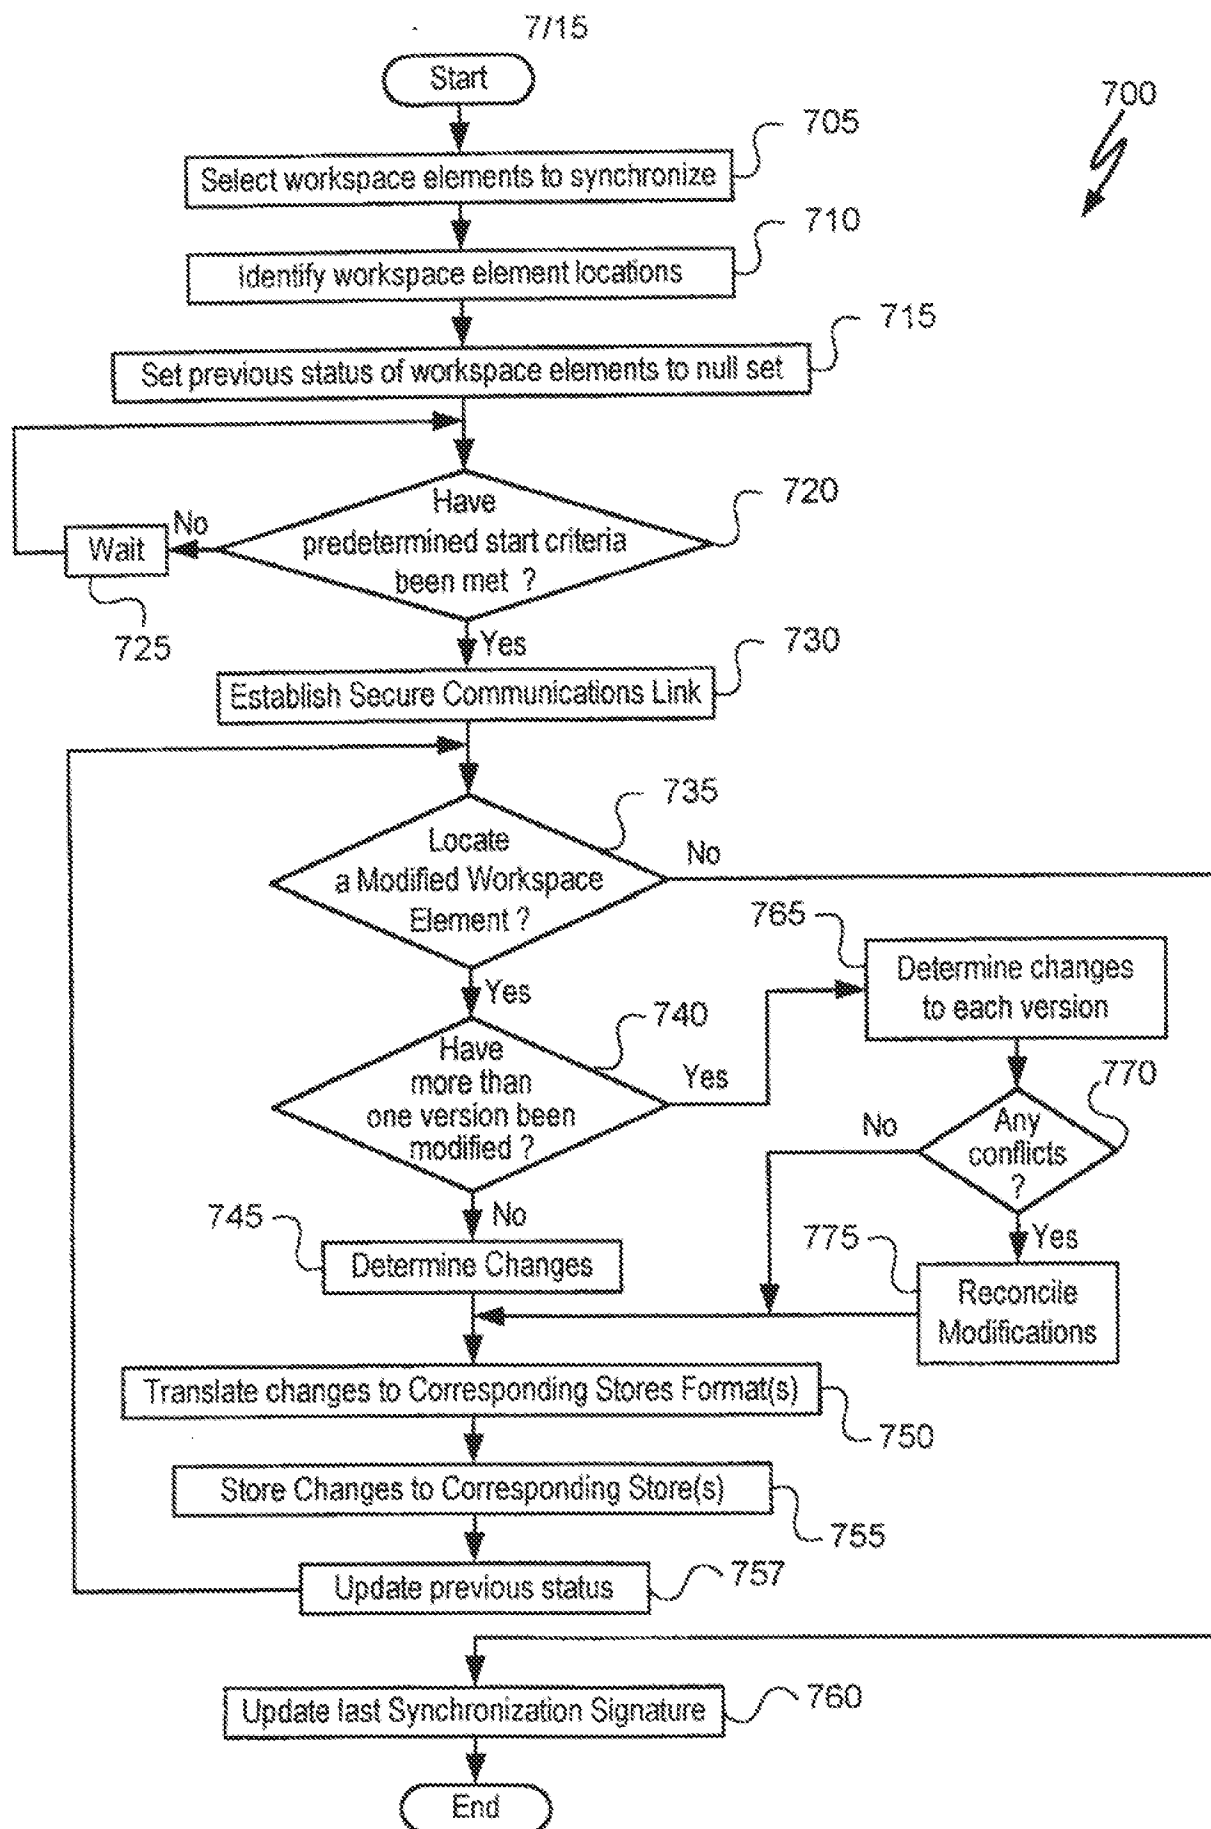 7/15
Start
700
705
Select workspace elements to synchronize
710
Identify workspace element locations
715
Set previous status of workspace elements to null set
720
Have
predetermined start criteria
been met ?
No
Wait
725
Yes
730
Establish Secure Communications Link
735
Locate
a Modified Workspace
Element ?
No
765
Determine changes
to each version
Yes
740
Have
more than
one version been
modified ?
Yes
770
Any
conflicts
?
No
No
745
Determine Changes
Yes
775
Reconcile
Modifications
Translate changes to Corresponding Stores Format(s)
750
Store Changes to Corresponding Store(s)
755
Update previous status
757
Update last Synchronization Signature
760
End